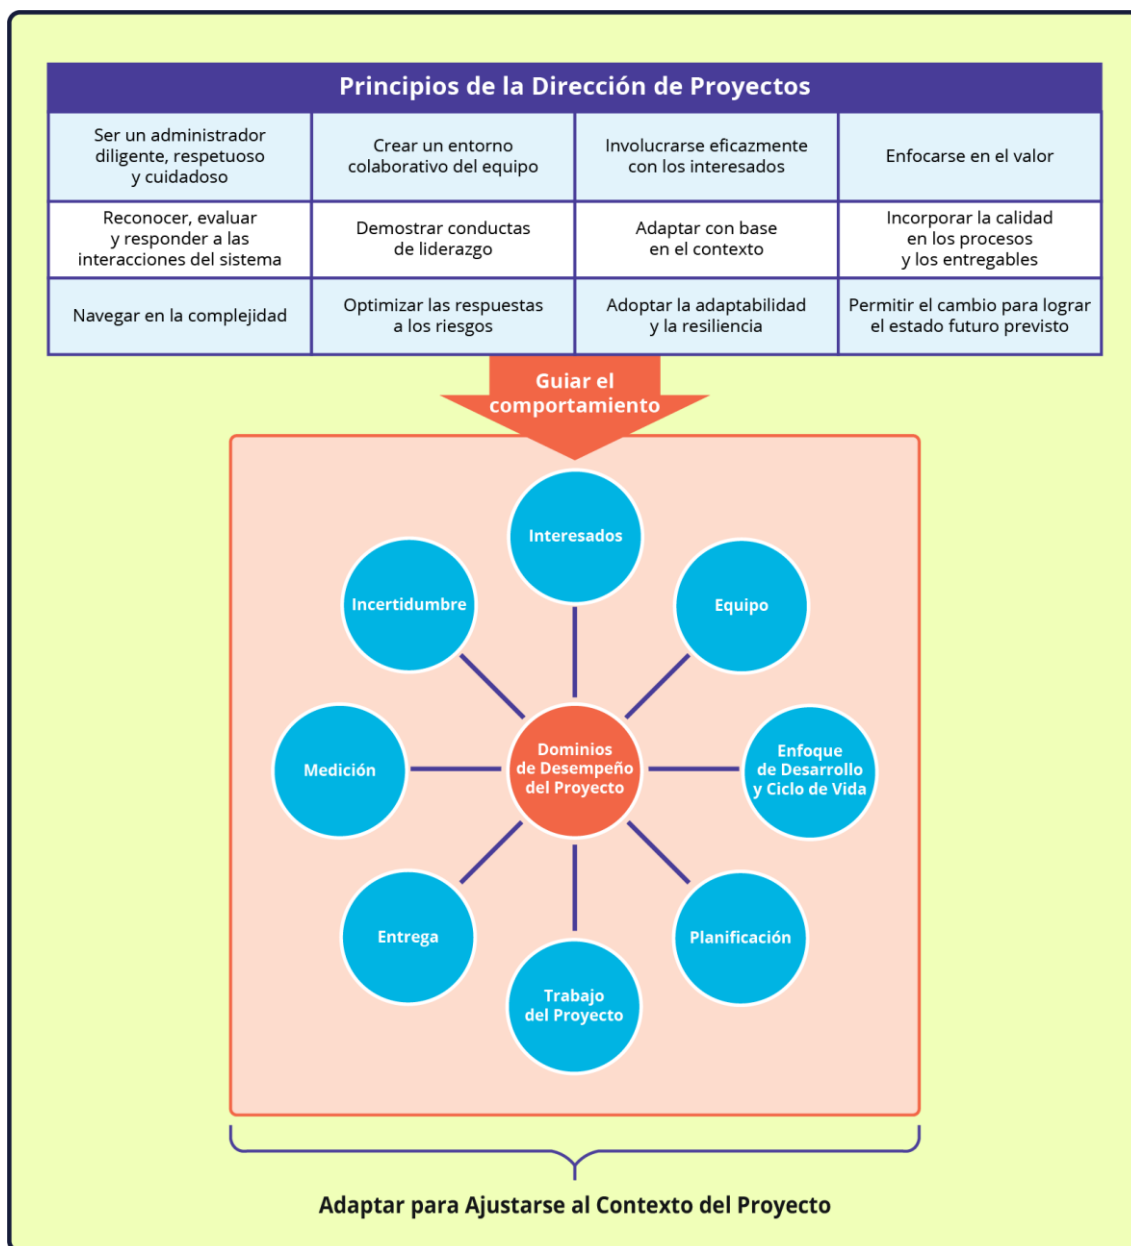 Principios de la Dirección de Proyectos
Ser un administrador
diligente, respetuoso
y cuidadoso
Crear un entorno
colaborativo del equipo
Involucrarse eficazmente
con los interesados
Enfocarse en el valor
Reconocer, evaluar
y responder a las
interacciones del sistema
Demostrar conductas
de liderazgo
Adaptar con base
en el contexto
Incorporar la calidad
en los procesos
y los entregables
Navegar en la complejidad
Optimizar las respuestas
a los riesgos
Adoptar la adaptabilidad
y la resiliencia
Permitir el cambio para lograr
el estado futuro previsto
Guiar el
comportamiento
Interesados
Incertidumbre
Equipo
Medición
Dominios
de Desempeño
del Proyecto
Enfoque
de Desarrollo
y Ciclo de Vida
Entrega
Planificación
Trabajo
del Proyecto
Adaptar para Ajustarse al Contexto del Proyecto